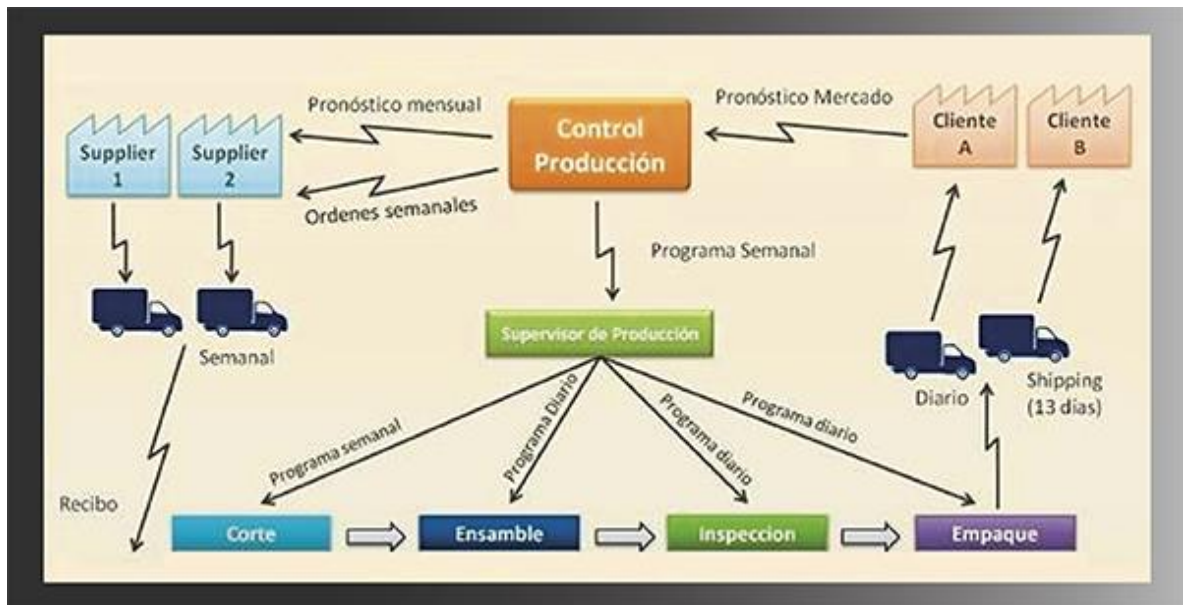 Pronóstico mensual
Pronóstico Mercado
Supplier
1
Supplier
2
Control
Producción
Cliente
A
Cliente
B
Ordenes semanales
Programa Semanal
Supervisor de Producción
Semanal
Diario
Shipping
(13 dias)
Programa semanal
Programa Diario
Programa diario
Programa diario
Recibo
Corte
Ensamble
Inspeccion
Empaque